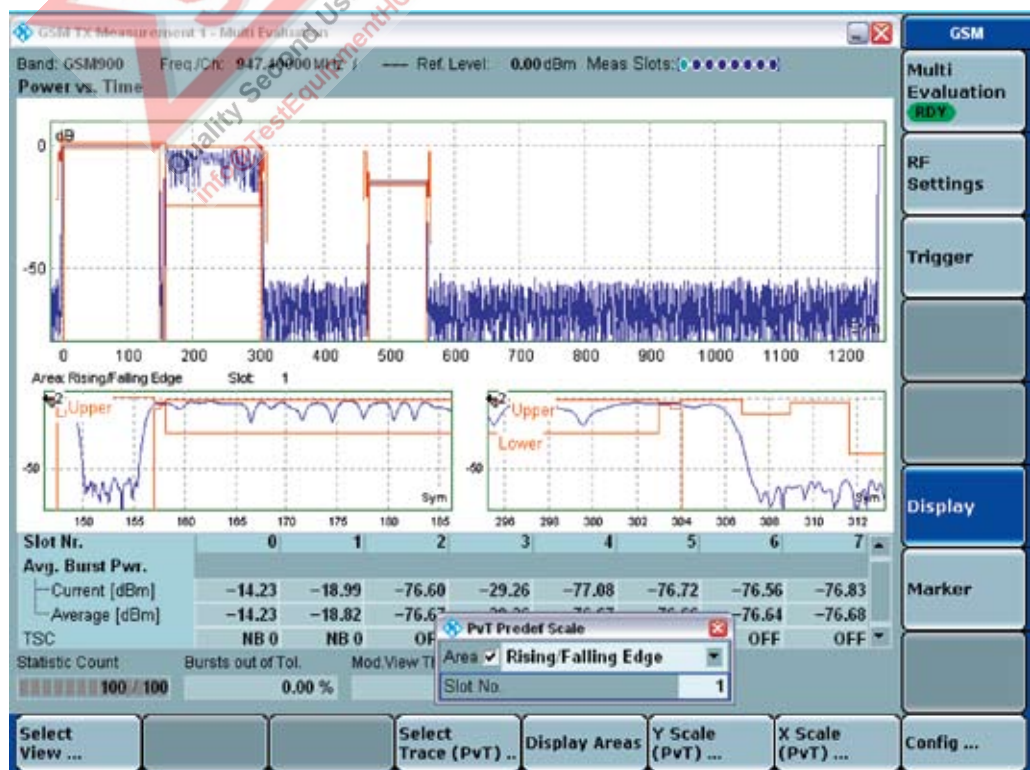 GSM TX Measurement 1 - Multi Evaluation
GSM
Band: GSM900 Freq./Ch: 947.40000 MHz / --- Ref. Level: 0.00 dBm Meas Slots:
Power vs. Time
Multi Evaluation
RDY
RF Settings
Trigger
Display
Marker
dB
0
-50
Sym
0 100 200 300 400 500 600 700 800 900 1000 1100 1200
Area: Rising/Falling Edge Slot: 1
Upper
-50
Sym
150 155 160 165 170 175 180 185
Upper
Lower
-50
Sym
296 298 300 302 304 306 308 310 312
Slot Nr. 0 1 2 3 4 5 6 7
Avg. Burst Pwr.
Current [dBm] -14.23 -18.99 -76.60 -29.26 -77.08 -76.72 -76.56 -76.83
Average [dBm] -14.23 -18.82 -76.64 -76.68
TSC NB 0 NB 0 OFF OFF
Statistic Count Bursts out of Tol. Mod.View
100 / 100 0.00 %
PvT Predef Scale
Area Rising/Falling Edge
Slot No. 1
Select View ...
Select Trace (PvT) ..
Display Areas
Y Scale (PvT) ...
X Scale (PvT) ...
Config ...